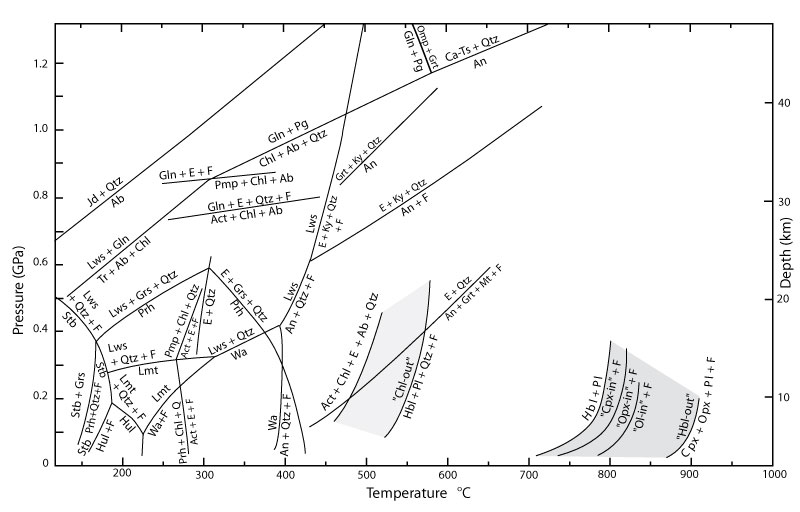 Pressure (GPa)
1.2
1.0
0.8
0.6
0.4
0.2
0
Depth (km)
40
30
20
10
Temperature °C
200
300
400
500
600
700
800
900
1000
Jd + Qtz
Ab
Lws + Gln
Tr + Ab + Chl
Gln + Pg
Chl + Ab + Qtz
Gln + E + F
Pmp + Chl + Ab
Gln + E + Qtz + F
Act + Chl + Ab
Gln + Pg
Omp + Grt
Ca-Ts + Qtz
An
Grt + Ky + Qtz
An
E + Ky + Qtz
An + F
Lws
E + Ky + Qtz
+ F
Lws
An + Qtz + F
Lws
+ Qtz + F
Stb
Lws + Grs + Qtz
Prh
E + Grs + Qtz
Prh
Pmp + Chl + Qtz
Act + E + F
E + Qtz
Lws
+ Qtz + F
Lmt
Lws + Qtz
Wa
Stb + Grs
Prh+Qtz+F
Stb
Lmt
+ Qtz + F
Stb
Hul + F
Hul
Lmt
Wa+F
Prh + Chl + Q
Act + E + F
Wa
An + Qtz + F
Act + Chl + E + Ab + Qtz
"Chl-out"
Hbl + Pl + Qtz + F
E + Qtz
An + Grt + Mt + F
Hbl + Pl
"Cpx-in" + F
"Opx-in" + F
"Ol-in" + F
"Hbl-out"
Cpx + Opx + Pl + F